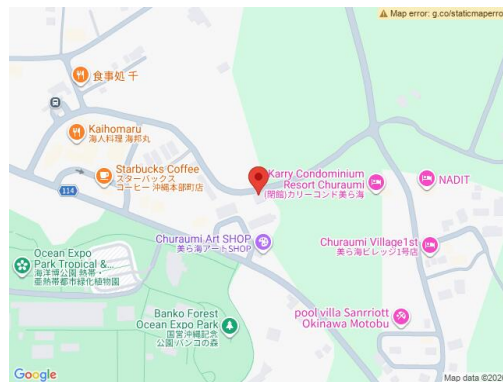 Map error: g.co/staticmaperro
食事処 千
Kaihomaru
海人料理 海邦丸
Starbucks Coffee
スターバックス
コーヒー 沖縄本部町店
114
Karry Condominium
Resort Churaumi
(閉館)カリーコンド美ら海
NADIT
Churaumi Art SHOP
美ら海アートSHOP
Churaumi Village1st
美ら海ビレッジ1号店
Ocean Expo
Park Tropical &...
海洋博公園 熱帯・
亜熱帯都市緑化植物園
Banko Forest
Ocean Expo Park
国営沖縄記念
公園 バンコの森
pool villa Sanrriott
Okinawa Motobu
Google
Map data ©202